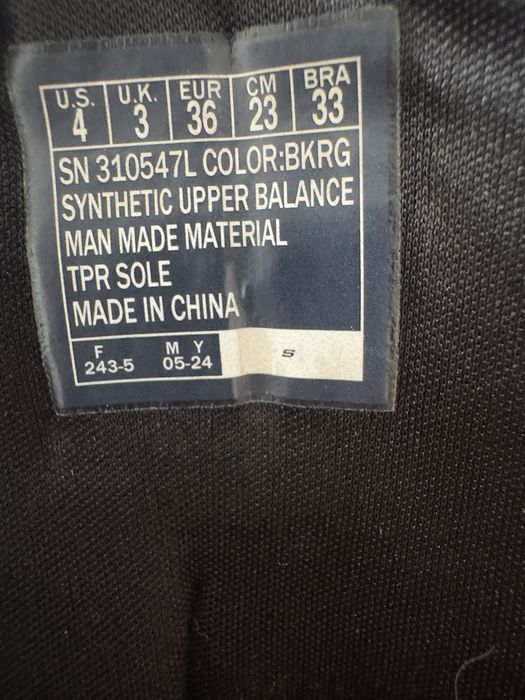 U.S. U.K. EUR CM BRA
4 3 36 23 33
SN 310547L COLOR:BKRG
SYNTHETIC UPPER BALANCE
MAN MADE MATERIAL
TPR SOLE
MADE IN CHINA
F M Y
243-5 05-24
S